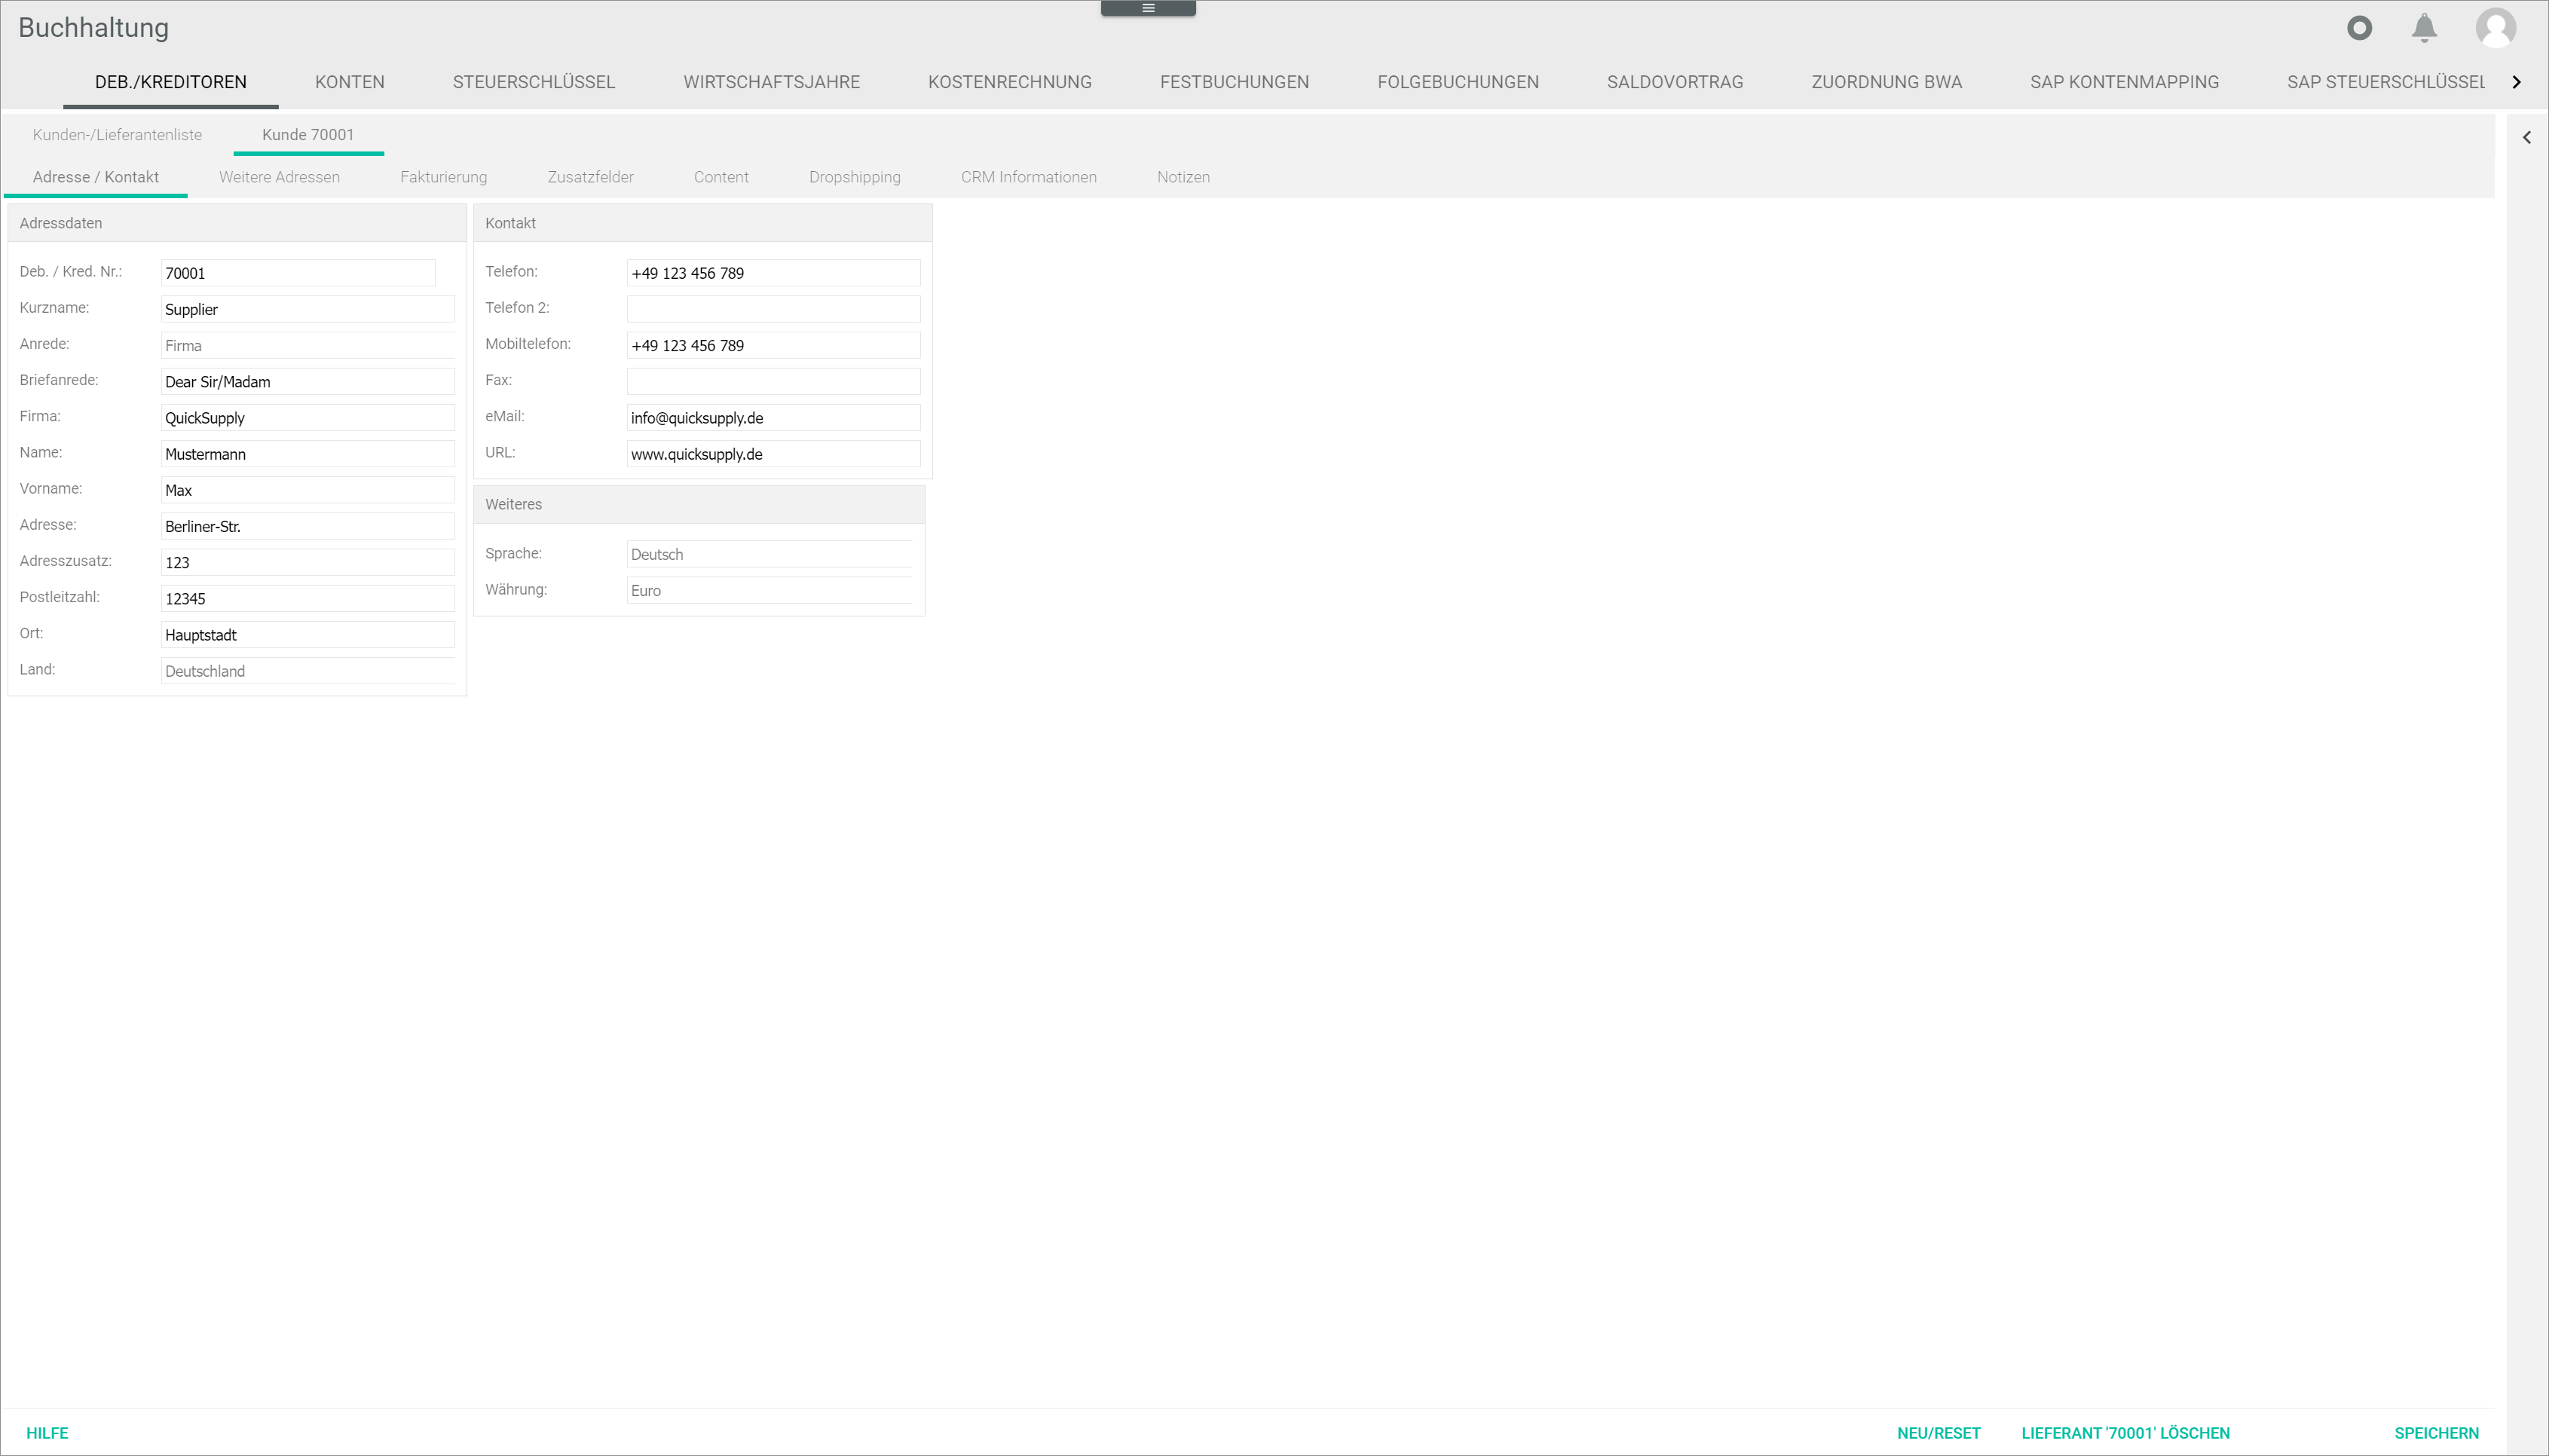 Buchhaltung
DEB./KREDITOREN KONTEN STEUERSCHLÜSSEL WIRTSCHAFTSJAHRE KOSTENRECHNUNG FESTBUCHUNGEN FOLGEBUCHUNGEN SALDOVORTRAG ZUORDNUNG BWA SAP KONTENMAPPING SAP STEUERSCHLÜSSEL
Kunden-/Lieferantenliste Kunde 70001
Adresse / Kontakt Weitere Adressen Fakturierung Zusatzfelder Content Dropshipping CRM Informationen Notizen
Adressdaten
Deb. / Kred. Nr.: 70001
Kurzname: Supplier
Anrede: Firma
Briefanrede: Dear Sir/Madam
Firma: QuickSupply
Name: Mustermann
Vorname: Max
Adresse: Berliner-Str.
Adresszusatz: 123
Postleitzahl: 12345
Ort: Hauptstadt
Land: Deutschland
Kontakt
Telefon: +49 123 456 789
Telefon 2:
Mobiltelefon: +49 123 456 789
Fax:
eMail: info@quicksupply.de
URL: www.quicksupply.de
Weiteres
Sprache: Deutsch
Währung: Euro
HILFE NEU/RESET LIEFERANT '70001' LÖSCHEN SPEICHERN